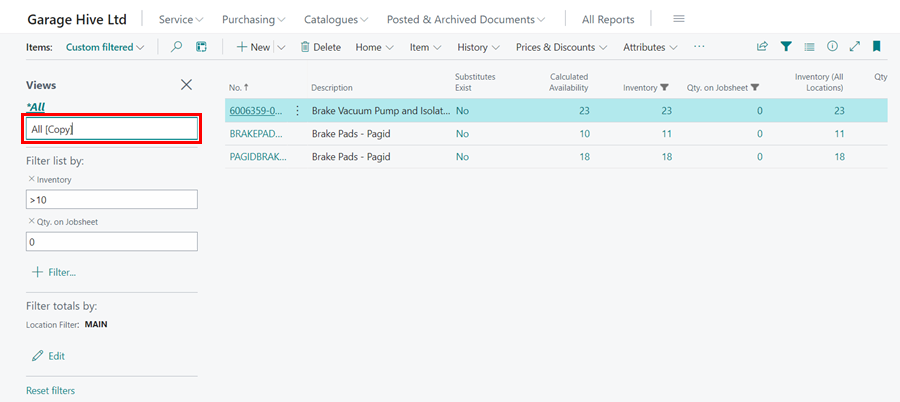 Garage Hive Ltd Service Purchasing Catalogues Posted & Archived Documents All Reports
Items: Custom filtered New Delete Home Item History Prices & Discounts Attributes ...
Views
*All
All [Copy]
Filter list by:
× Inventory
>10
× Qty. on Jobsheet
0
+ Filter...
Filter totals by:
Location Filter: MAIN
Edit
Reset filters
No. ↑ Description Substitutes Exist Calculated Availability Inventory Qty. on Jobsheet Inventory (All Locations) Qty
6006359-0... Brake Vacuum Pump and Isolat... No 23 23 0 23
BRAKEPAD... Brake Pads - Pagid No 10 11 0 11
PAGIDBRAK... Brake Pads - Pagid No 18 18 0 18